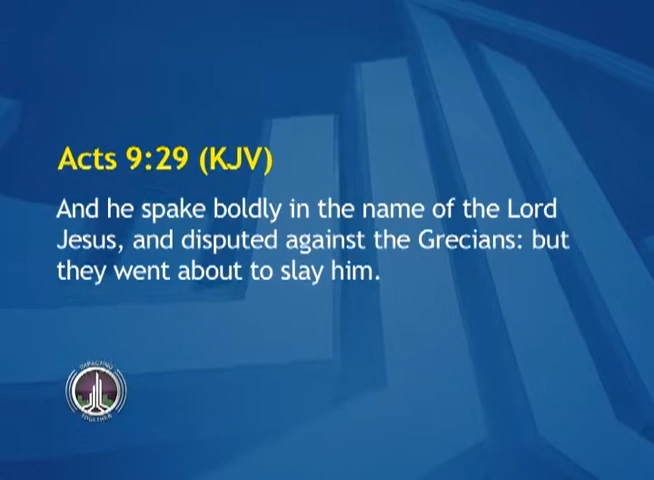 Acts 9:29 (KJV)
And he spake boldly in the name of the Lord
Jesus, and disputed against the Grecians: but
they went about to slay him.
TOGETHER